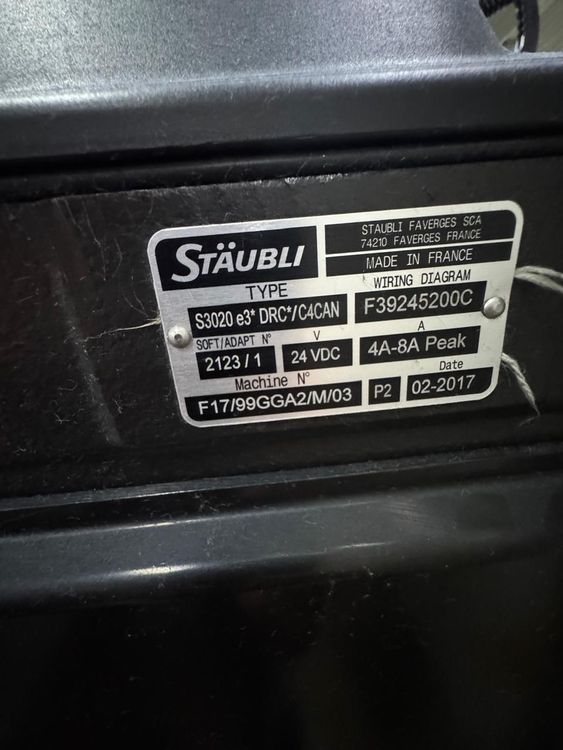 STÄUBLI
STAUBLI FAVERGES SCA
74210 FAVERGES FRANCE
MADE IN FRANCE
TYPE
WIRING DIAGRAM
S3020 e3* DRC*/C4CAN
F39245200C
SOFT/ADAPT N° V A
2123 / 1 24 VDC 4A-8A Peak
Machine N° Date
F17/99GGA2/M/03 P2 02-2017